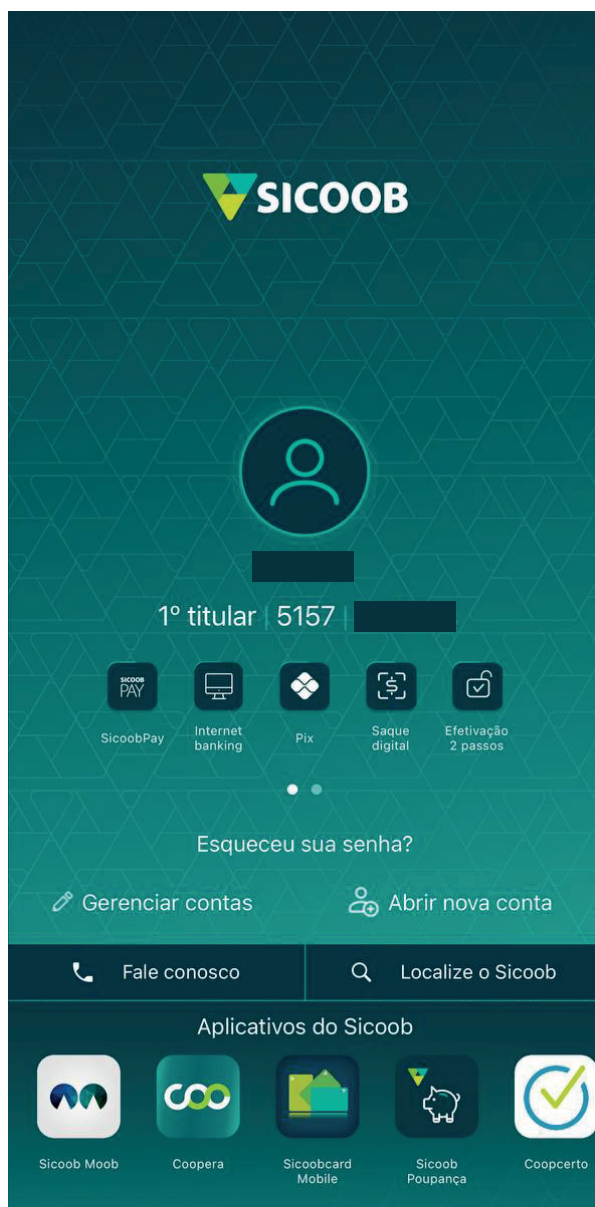 SICOOB
1º titular | 5157 |
SICOOB
PAY
SicoobPay
Internet
banking
Pix
Saque
digital
Efetivação
2 passos
Esqueceu sua senha?
Gerenciar contas
Abrir nova conta
Fale conosco
Localize o Sicoob
Aplicativos do Sicoob
coo
Sicoob Moob
Coopera
Sicoobcard
Mobile
Sicoob
Poupança
Coopcerto